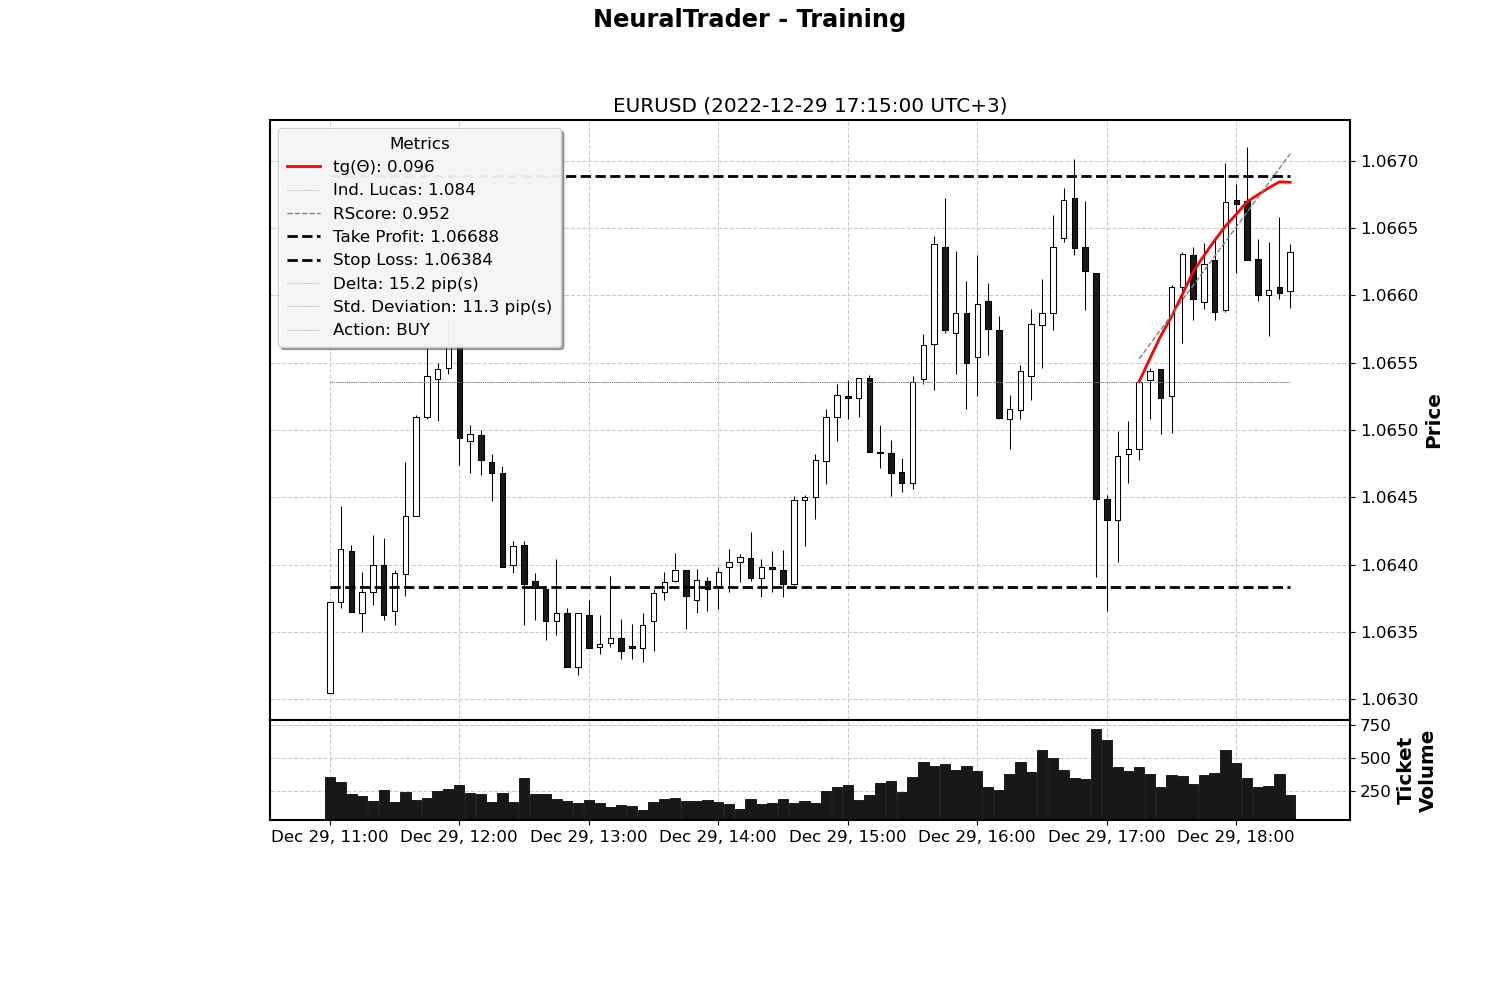 NeuralTrader - Training
EURUSD (2022-12-29 17:15:00 UTC+3)
Metrics
tg(Θ): 0.096
Ind. Lucas: 1.084
RScore: 0.952
Take Profit: 1.06688
Stop Loss: 1.06384
Delta: 15.2 pip(s)
Std. Deviation: 11.3 pip(s)
Action: BUY
1.0670
1.0665
1.0660
1.0655
1.0650
1.0645
1.0640
1.0635
1.0630
Price
750
500
250
Ticket
Volume
Dec 29, 11:00 Dec 29, 12:00 Dec 29, 13:00 Dec 29, 14:00 Dec 29, 15:00 Dec 29, 16:00 Dec 29, 17:00 Dec 29, 18:00